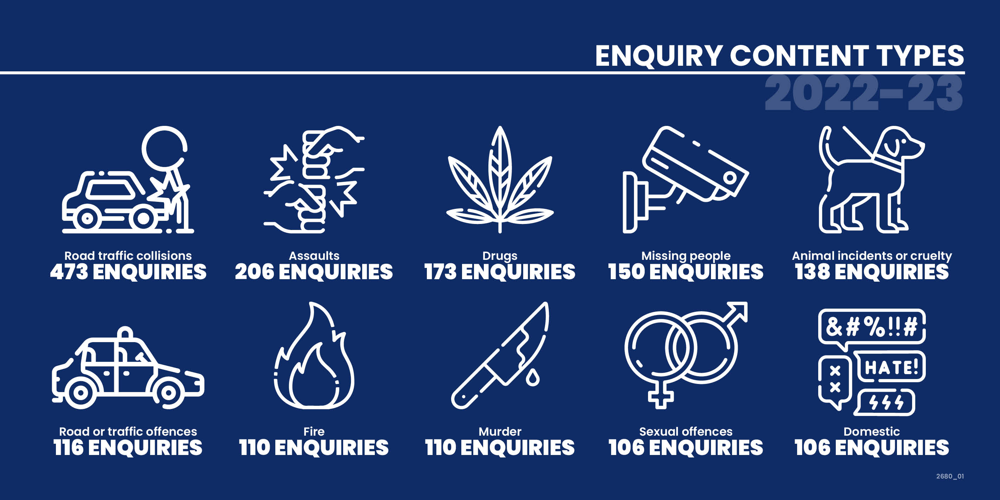 ENQUIRY CONTENT TYPES
2022-23
Road traffic collisions
473 ENQUIRIES
Assaults
206 ENQUIRIES
Drugs
173 ENQUIRIES
Missing people
150 ENQUIRIES
Animal incidents or cruelty
138 ENQUIRIES
Road or traffic offences
116 ENQUIRIES
Fire
110 ENQUIRIES
Murder
110 ENQUIRIES
Sexual offences
106 ENQUIRIES
&#%!!#
HATE!
Domestic
106 ENQUIRIES
2680_01